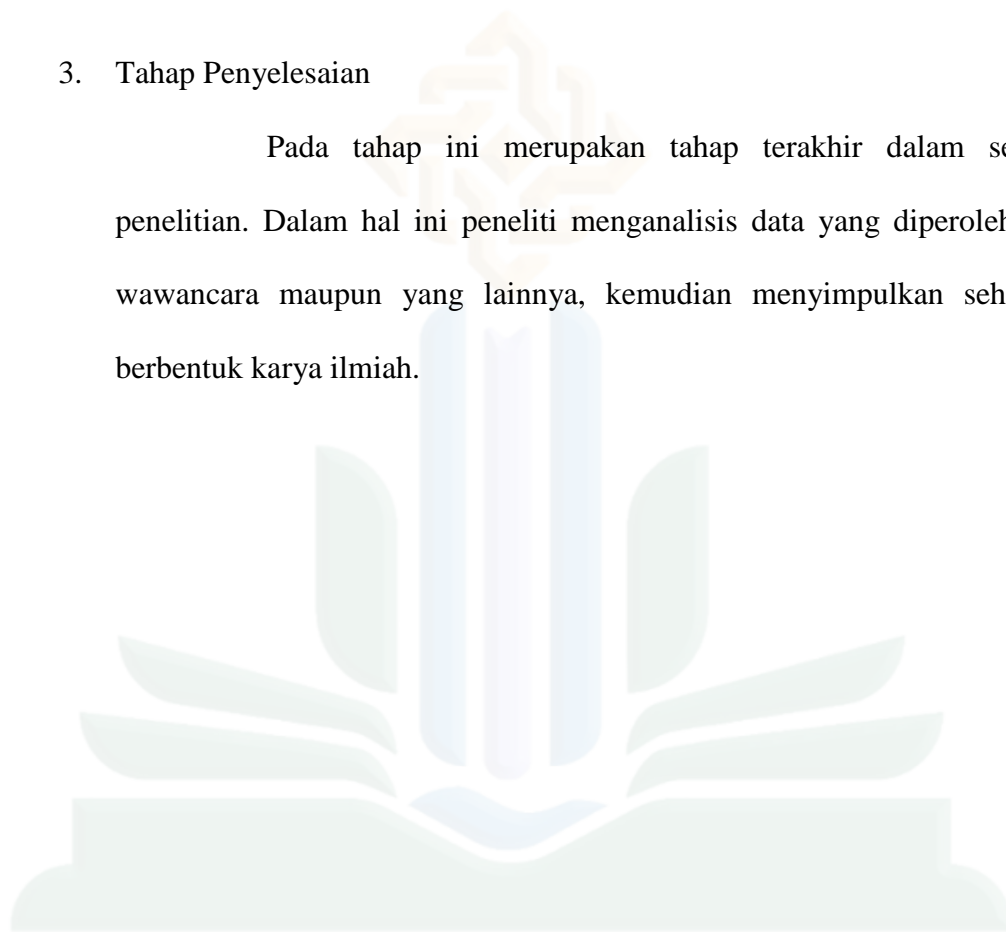 3. Tahap Penyelesaian
Pada tahap ini merupakan tahap terakhir dalam
penelitian. Dalam hal ini peneliti menganalisis data yang diperoleh
wawancara maupun yang lainnya, kemudian menyimpulkan
berbentuk karya ilmiah.